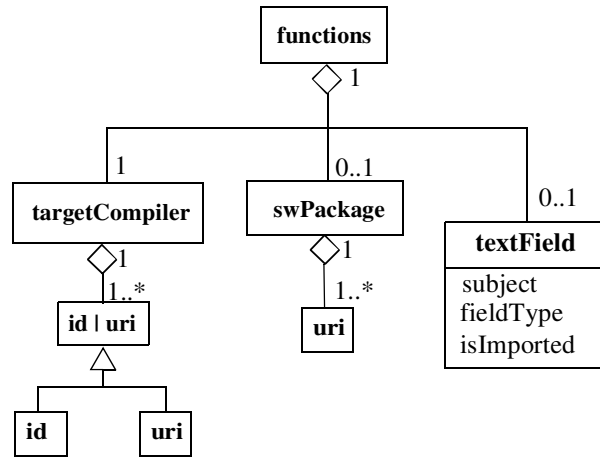 functions
1
1
0..1
0..1
targetCompiler
swPackage
textField
1
1
subject
fieldType
isImported
1..*
1..*
id | uri
uri
id
uri